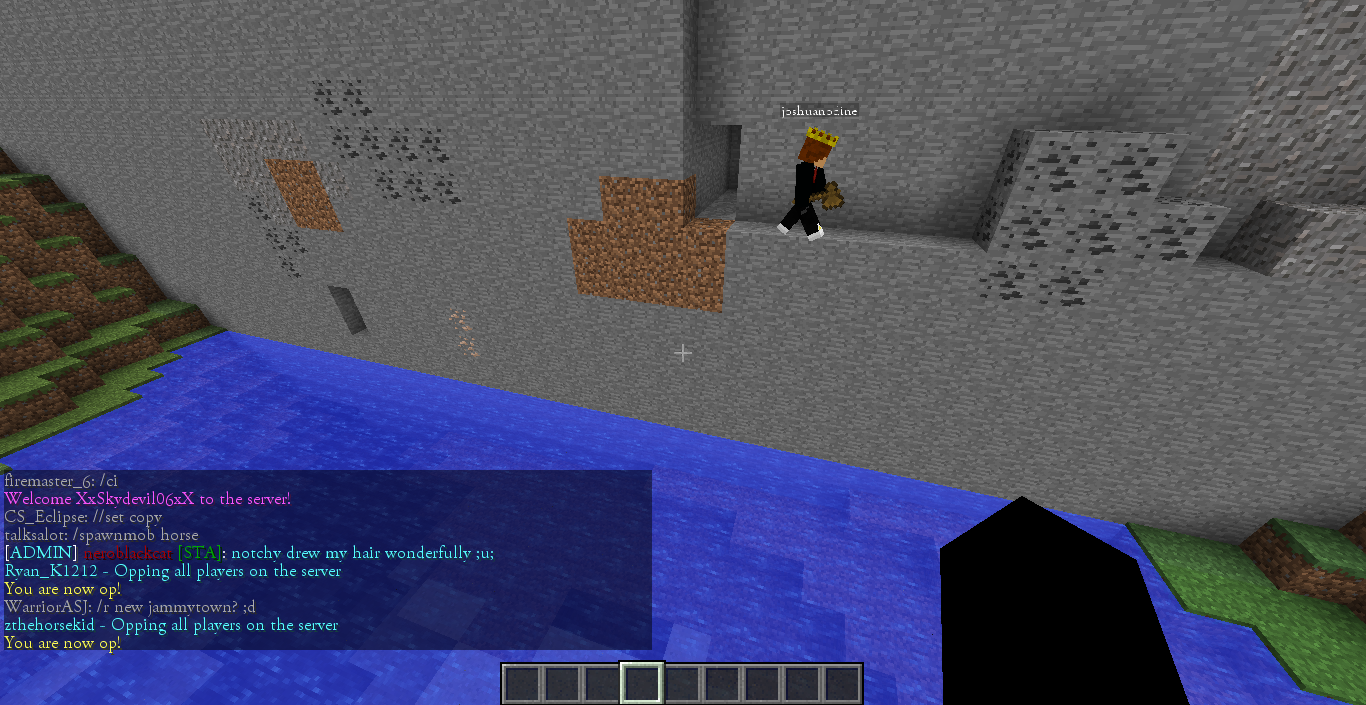 joshuanodine
firemaster_6: /ci
Welcome XxSkydevil06xX to the server!
CS_Eclipse: //set copy
talksalot: /spawnmob horse
[ADMIN] [STA]: notchy drew my hair wonderfully ;u;
Ryan_K1212 - Opping all players on the server
You are now op!
WarriorASJ: /r new jammytown? ;d
zthehorsekid - Opping all players on the server
You are now op!